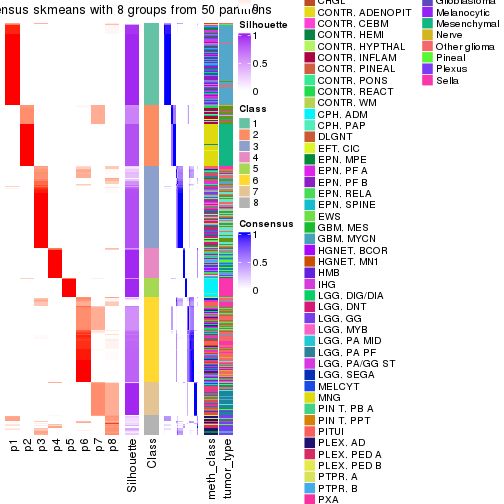 ensus skmeans with 8 groups from 50 partitions
Silhouette
1
0.5
0
Class
1
2
3
4
5
6
7
8
Consensus
1
0.5
0
p1
p2
p3
p4
p5
p6
p7
p8
Silhouette
Class
meth_class
tumor_type
CONTR. ADENOPIT
CONTR. CEBM
CONTR. HEMI
CONTR. HYPTHAL
CONTR. INFLAM
CONTR. PINEAL
CONTR. PONS
CONTR. REACT
CONTR. WM
CPH. ADM
CPH. PAP
DLGNT
EFT. CIC
EPN. MPE
EPN. PF A
EPN. PF B
EPN. RELA
EPN. SPINE
EWS
GBM. MES
GBM. MYCN
HGNET. BCOR
HGNET. MN1
HMB
IHG
LGG. DIG/DIA
LGG. DNT
LGG. GG
LGG. MYB
LGG. PA MID
LGG. PA PF
LGG. PA/GG ST
LGG. SEGA
MELCYT
MNG
PIN T. PB A
PIN T. PPT
PITUI
PLEX. AD
PLEX. PED A
PLEX. PED B
PTPR. A
PTPR. B
PXA
Melanocytic
Mesenchymal
Nerve
Other glioma
Pineal
Plexus
Sella